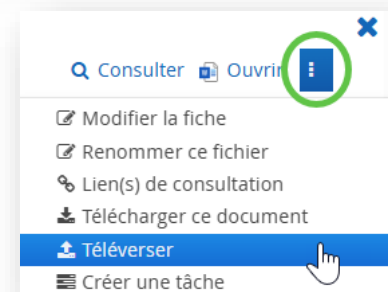 Consulter Ouvrir
Modifier la fiche
Renommer ce fichier
Lien(s) de consultation
Télécharger ce document
Téléverser
Créer une tâche